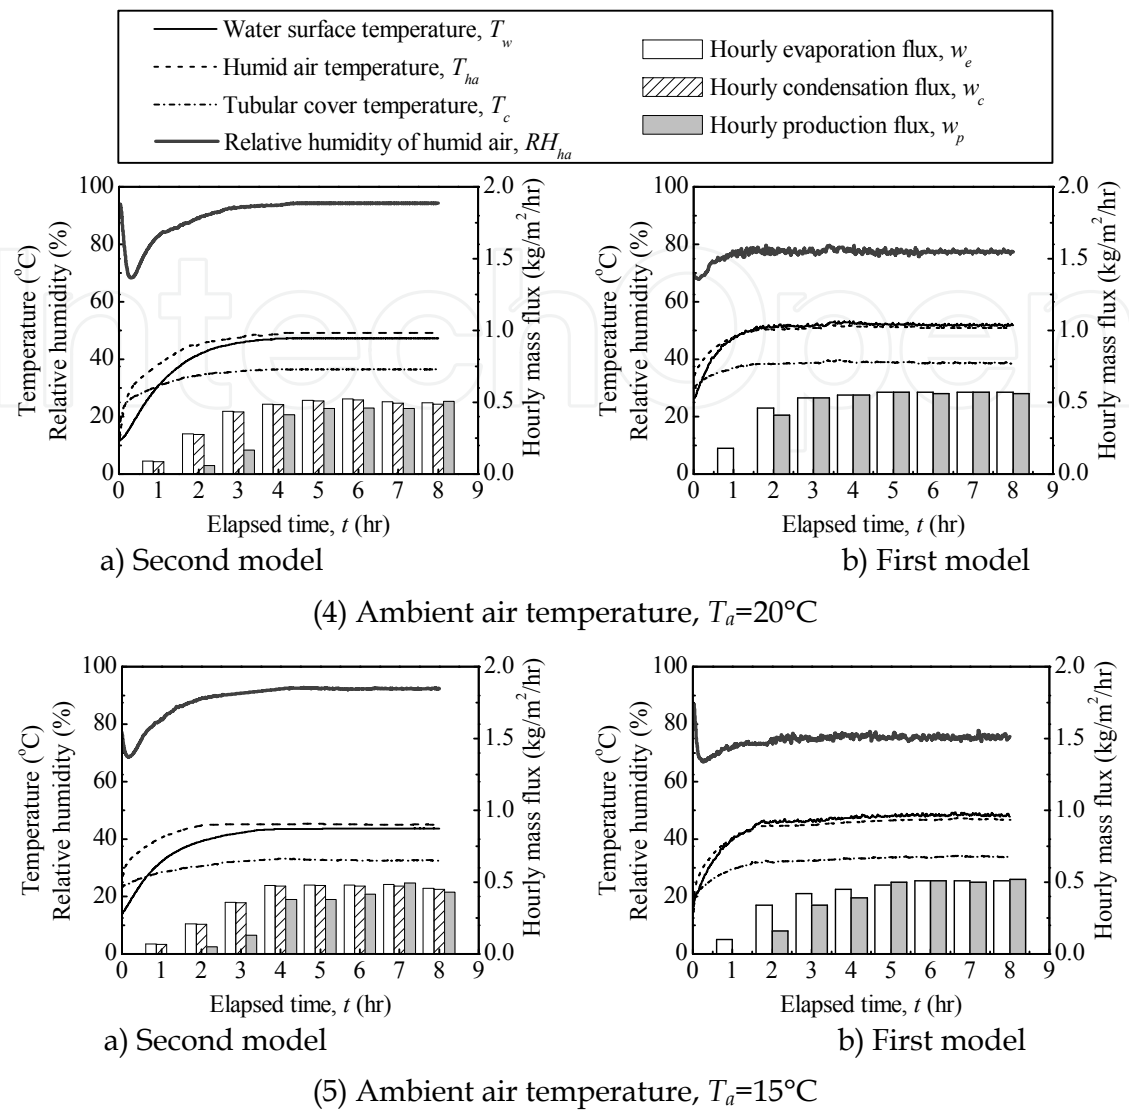 Water surface temperature, T_w
Humid air temperature, T_ha
Tubular cover temperature, T_c
Relative humidity of humid air, RH_ha
Hourly evaporation flux, w_e
Hourly condensation flux, w_c
Hourly production flux, w_p
Temperature (°C)
Relative humidity (%)
100
80
60
40
20
0
0 1 2 3 4 5 6 7 8 9
Elapsed time, t (hr)
2.0
1.5
1.0
0.5
0.0
Hourly mass flux (kg/m²/hr)
a) Second model
Temperature (°C)
Relative humidity (%)
100
80
60
40
20
0
0 1 2 3 4 5 6 7 8 9
Elapsed time, t (hr)
2.0
1.5
1.0
0.5
0.0
Hourly mass flux (kg/m²/hr)
b) First model
(4) Ambient air temperature, T_a=20°C
Temperature (°C)
Relative humidity (%)
100
80
60
40
20
0
0 1 2 3 4 5 6 7 8 9
Elapsed time, t (hr)
2.0
1.5
1.0
0.5
0.0
Hourly mass flux (kg/m²/hr)
a) Second model
Temperature (°C)
Relative humidity (%)
100
80
60
40
20
0
0 1 2 3 4 5 6 7 8 9
Elapsed time, t (hr)
2.0
1.5
1.0
0.5
0.0
Hourly mass flux (kg/m²/hr)
b) First model
(5) Ambient air temperature, T_a=15°C
IntechOpen